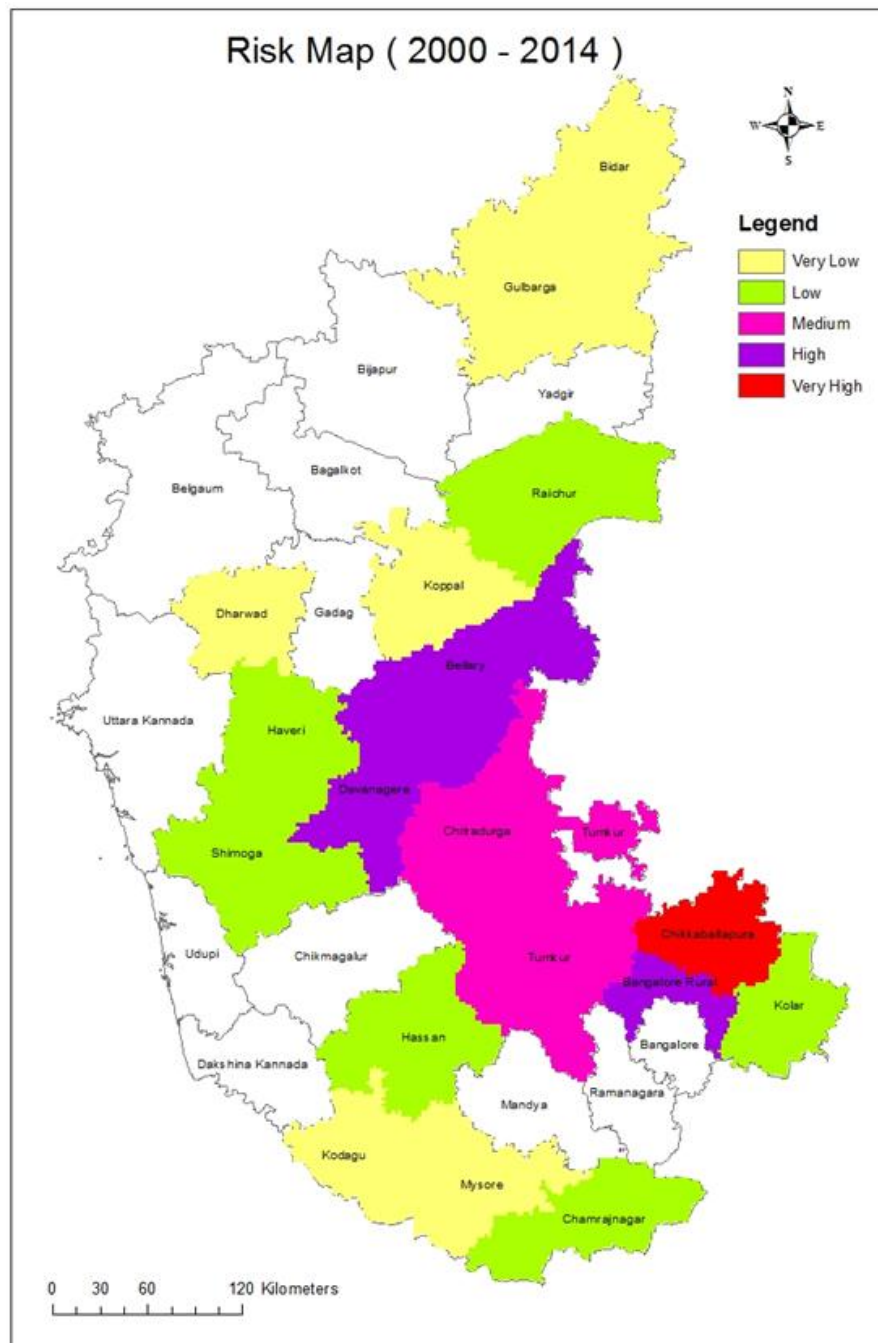 Risk Map ( 2000 - 2014 )
N
W E
S
Bidar
Legend
Very Low
Low
Medium
High
Very High
Gulbarga
Bijapur
Yadgir
Bagalkot
Belgaum
Raichur
Koppal
Dharwad
Gadag
Bellary
Uttara Kannada
Haveri
Davanagere
Chitradurga
Tumkur
Shimoga
Chikkaballapura
Udupi
Chikmagalur
Tumkur
Bangalore Rural
Kolar
Hassan
Bangalore
Dakshina Kannada
Ramanagara
Mandya
Kodagu
Mysore
Chamrajnagar
0 30 60 120 Kilometers